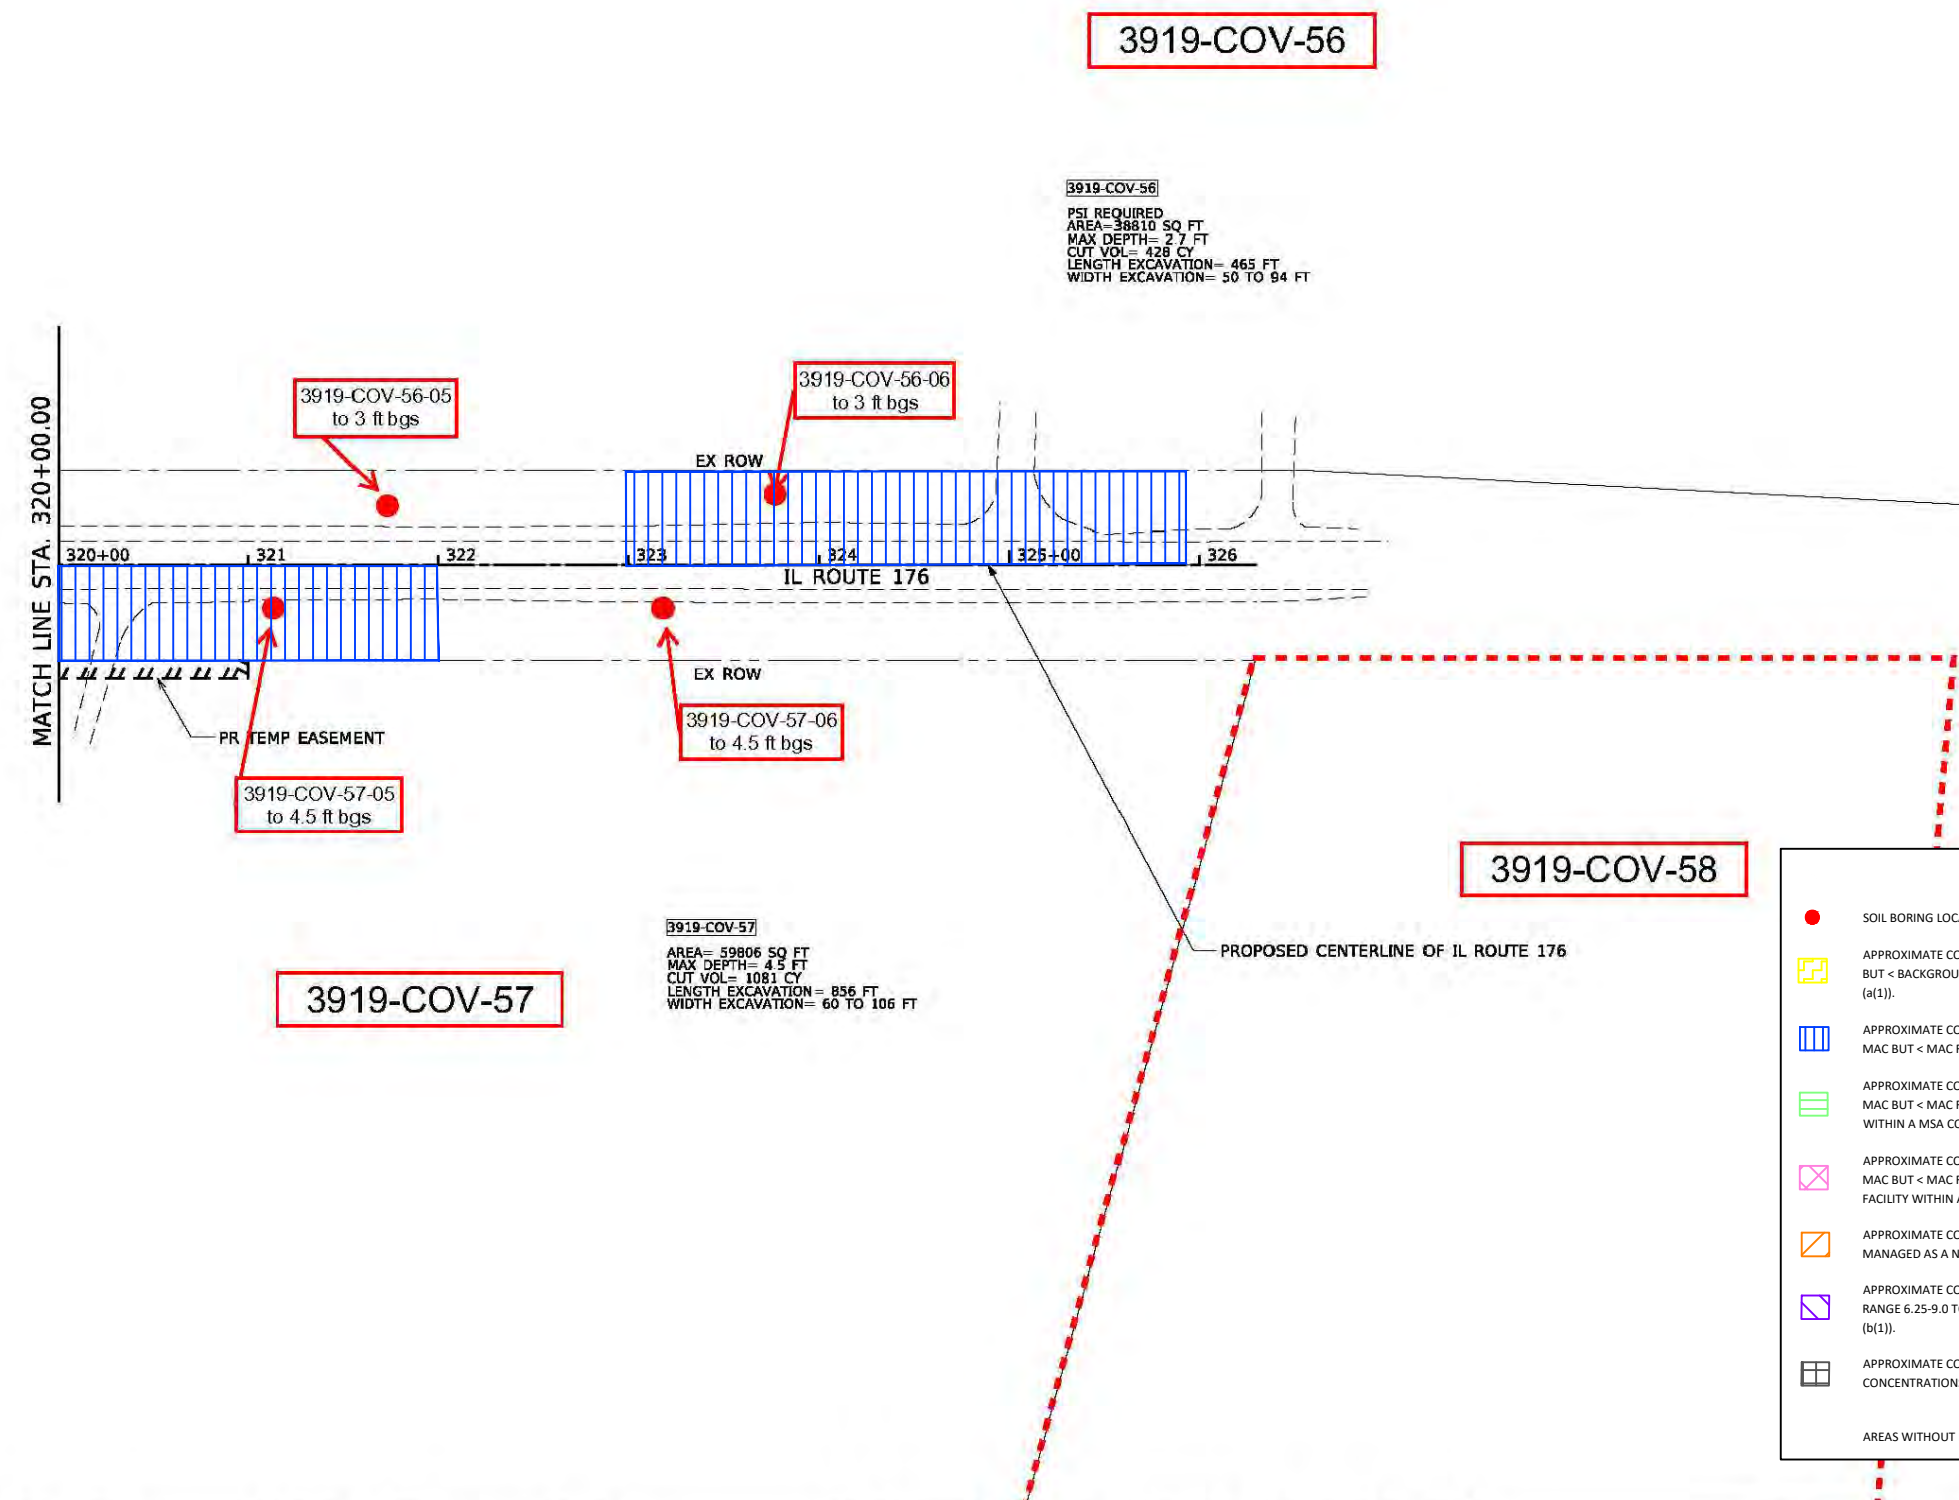 3919-COV-56
3919-COV-56
PSI REQUIRED
AREA=38810 SQ FT
MAX DEPTH= 2.7 FT
CUT VOL= 428 CY
LENGTH EXCAVATION= 465 FT
WIDTH EXCAVATION= 50 TO 94 FT
3919-COV-56-05
to 3 ft bgs
3919-COV-56-06
to 3 ft bgs
MATCH LINE STA. 320+00.00
EX ROW
320+00
321
322
323
324
325+00
326
IL ROUTE 176
EX ROW
PR TEMP EASEMENT
3919-COV-57-06
to 4.5 ft bgs
3919-COV-57-05
to 4.5 ft bgs
3919-COV-58
3919-COV-57
AREA= 59806 SQ FT
MAX DEPTH= 4.5 FT
CUT VOL= 1081 CY
LENGTH EXCAVATION= 856 FT
WIDTH EXCAVATION= 60 TO 106 FT
3919-COV-57
PROPOSED CENTERLINE OF IL ROUTE 176
SOIL BORING LOC
APPROXIMATE CO
BUT < BACKGROU
(a(1)).
APPROXIMATE CO
MAC BUT < MAC
APPROXIMATE CO
MAC BUT < MAC
WITHIN A MSA CO
APPROXIMATE CO
MAC BUT < MAC
FACILITY WITHIN
APPROXIMATE CO
MANAGED AS A N
APPROXIMATE CO
RANGE 6.25-9.0 T
(b(1)).
APPROXIMATE CO
CONCENTRATION
AREAS WITHOUT